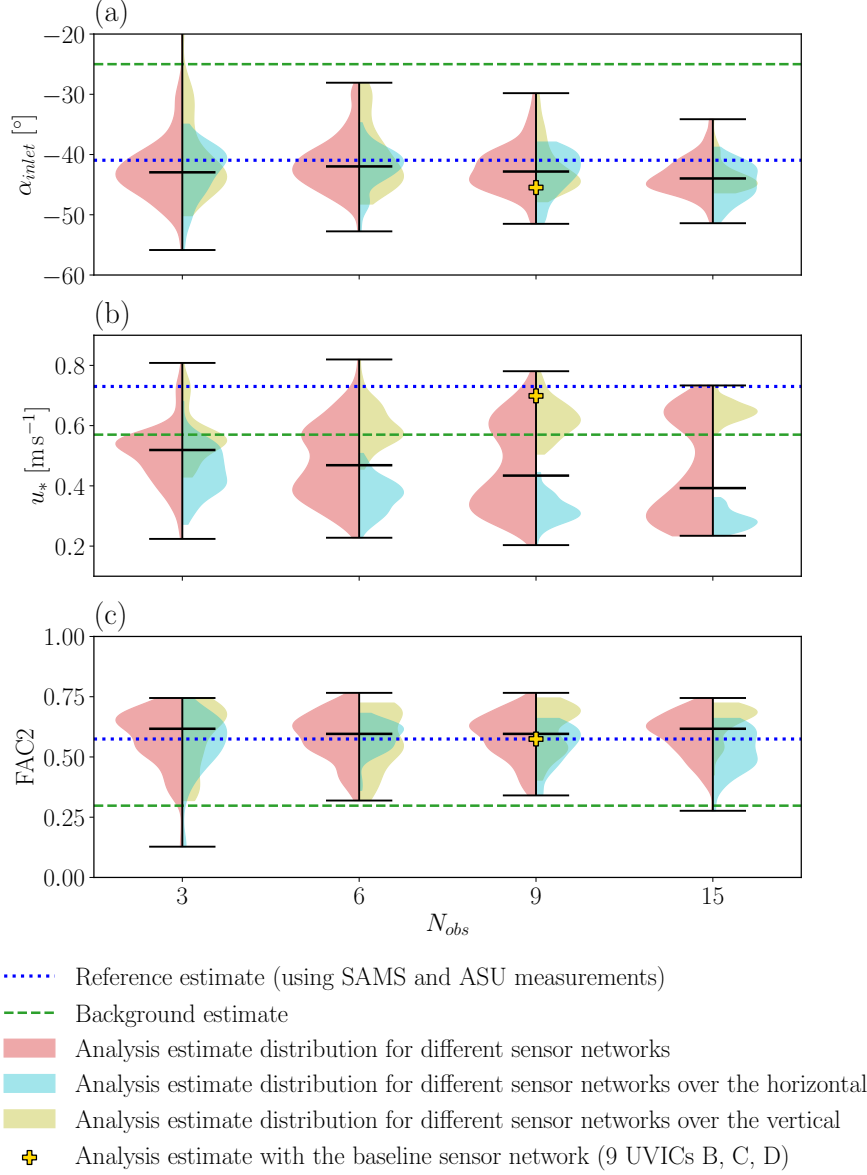 (a)
−20
−30
−40
−50
−60
α_inlet [°]
(b)
0.8
0.6
0.4
0.2
u_* [m s⁻¹]
(c)
1.00
0.75
0.50
0.25
0.00
FAC2
3 6 9 15
N_obs
Reference estimate (using SAMS and ASU measurements)
Background estimate
Analysis estimate distribution for different sensor networks
Analysis estimate distribution for different sensor networks over the horizontal
Analysis estimate distribution for different sensor networks over the vertical
Analysis estimate with the baseline sensor network (9 UVICs B, C, D)